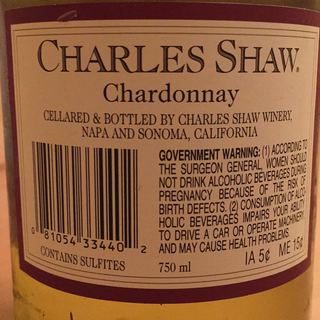 CHARLES SHAW®
Chardonnay
CELLARED & BOTTLED BY CHARLES SHAW WINERY,
NAPA AND SONOMA, CALIFORNIA
GOVERNMENT WARNING: (1) ACCORDING TO
THE SURGEON GENERAL, WOMEN SHOULD
NOT DRINK ALCOHOLIC BEVERAGES DURING
PREGNANCY BECAUSE OF THE RISK OF
BIRTH DEFECTS. (2) CONSUMPTION OF ALCO-
HOLIC BEVERAGES IMPAIRS YOUR ABILITY
TO DRIVE A CAR OR OPERATE MACHINERY,
AND MAY CAUSE HEALTH PROBLEMS.
0 81054 33440 2
CONTAINS SULFITES
750 ml
IA 5¢ ME 15¢